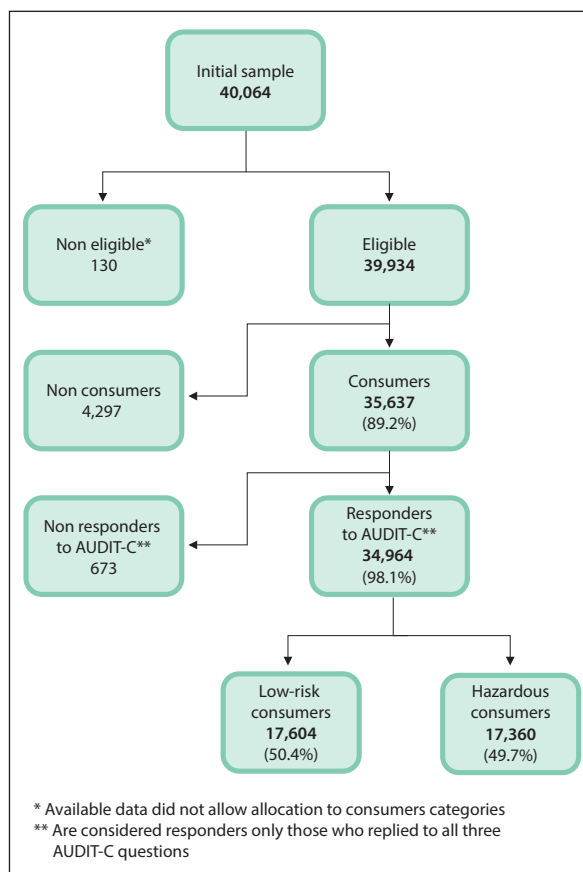 Initial sample
40,064
Non eligible*
130
Eligible
39,934
Non consumers
4,297
Consumers
35,637
(89.2%)
Non responders
to AUDIT-C**
673
Responders
to AUDIT-C**
34,964
(98.1%)
Low-risk
consumers
17,604
(50.4%)
Hazardous
consumers
17,360
(49.7%)
* Available data did not allow allocation to consumers categories
** Are considered responders only those who replied to all three
AUDIT-C questions